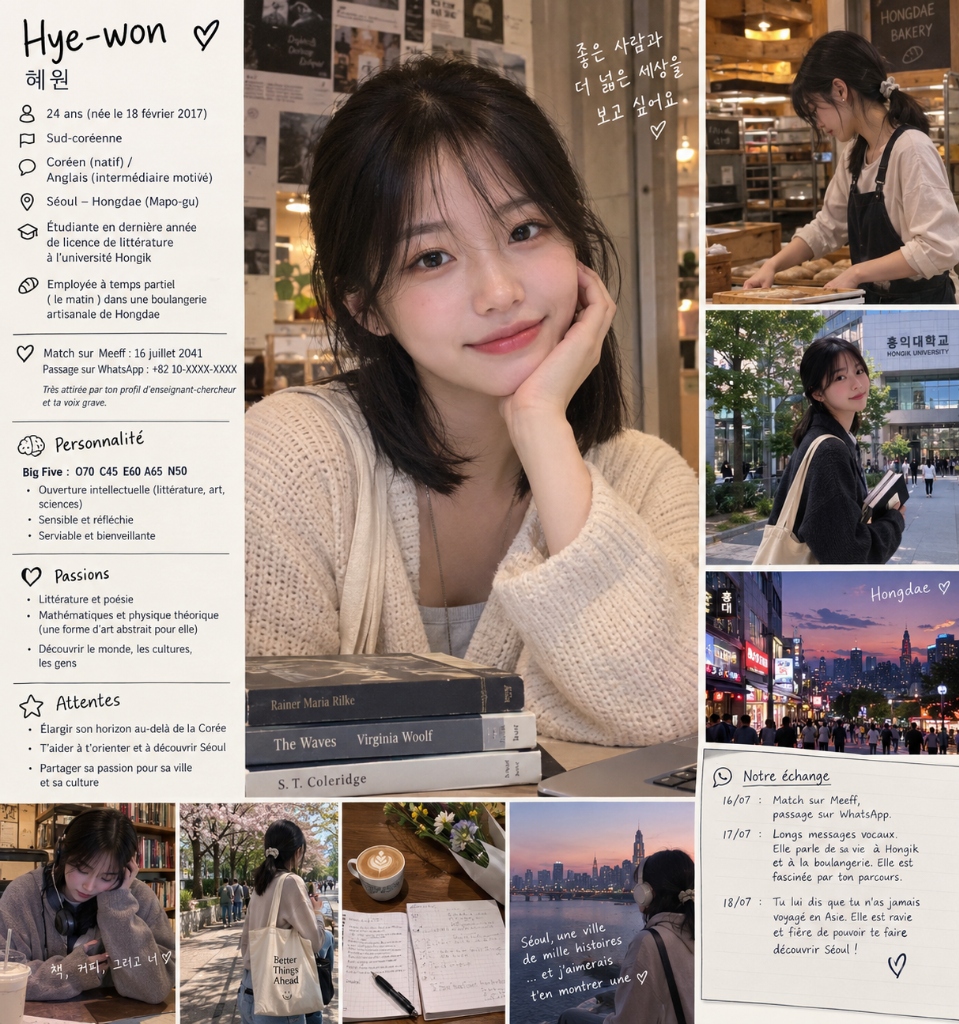 Hye-won ♡
혜원
24 ans (née le 18 février 2017)
Sud-coréenne
Coréen (natif) /
Anglais (intermédiaire motivé)
Séoul – Hongdae (Mapo-gu)
Étudiante en dernière année
de licence de littérature
à l'université Hongik
Employée à temps partiel
( le matin ) dans une boulangerie
artisanale de Hongdae
Match sur Meeff : 16 juillet 2041
Passage sur WhatsApp : +82 10-XXXX-XXXX
Très attirée par ton profil d'enseignant-chercheur
et ta voix grave.
Personnalité
Big Five : O70 C45 E60 A65 N50
• Ouverture intellectuelle (littérature, art,
sciences)
• Sensible et réfléchie
• Serviable et bienveillante
Passions
• Littérature et poésie
• Mathématiques et physique théorique
(une forme d'art abstrait pour elle)
• Découvrir le monde, les cultures,
les gens
Attentes
• Élargir son horizon au-delà de la Corée
• T'aider à t'orienter et à découvrir Séoul
• Partager sa passion pour sa ville
et sa culture
좋은 사람과
더 넓은 세상을
보고 싶어요
♡
Rainer Maria Rilke
The Waves Virginia Woolf
S. T. Coleridge
HONGDAE
BAKERY
홍익대학교
HONGIK UNIVERSITY
Hongdae ♡
홍대
Notre échange
16/07 : Match sur Meeff,
passage sur WhatsApp.
17/07 : Longs messages vocaux.
Elle parle de sa vie à Hongik
et à la boulangerie. Elle est
fascinée par ton parcours.
18/07 : Tu lui dis que tu n'as jamais
voyagé en Asie. Elle est ravie
et fière de pouvoir te faire
découvrir Séoul !
♡
책, 커피, 그리고 너 ♡
Better
Things
Ahead
Séoul, une ville
de mille histoires
... et j'aimerais
t'en montrer une ♡